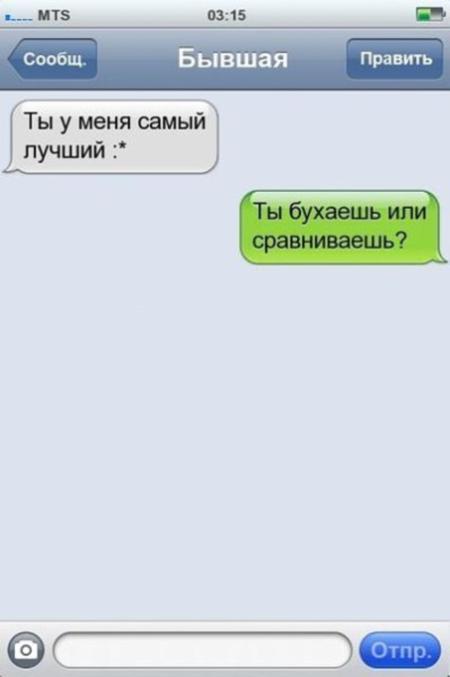 MTS 03:15
Сообщ. Бывшая Править
Ты у меня самый
лучший :*
Ты бухаешь или
сравниваешь?
Отпр.